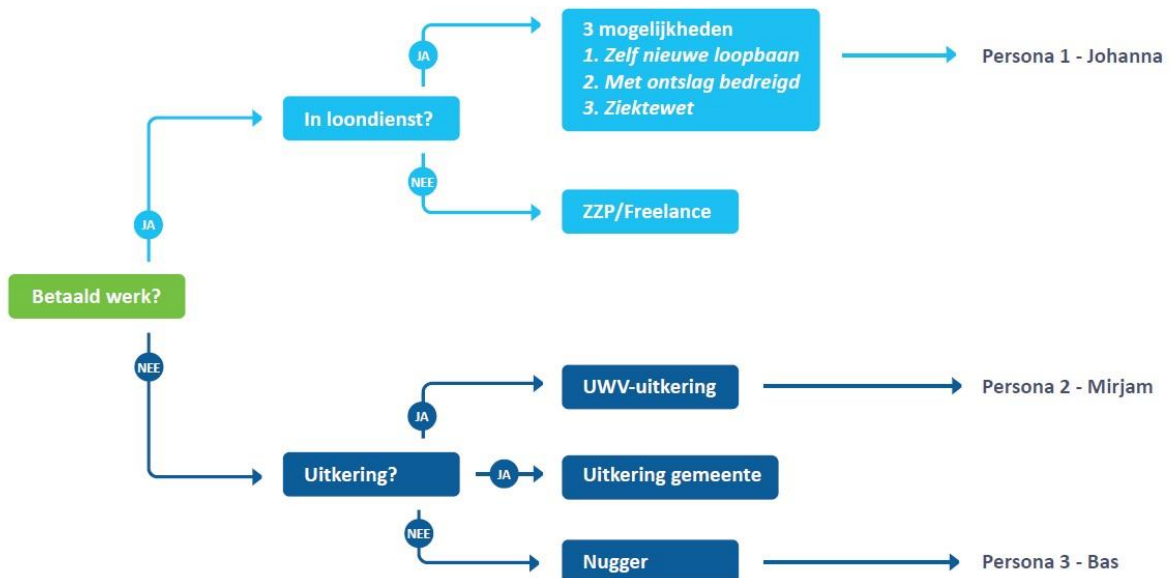 JA
3 mogelijkheden
1. Zelf nieuwe loopbaan
2. Met ontslag bedreigd
3. Ziektewet
Persona 1 - Johanna
In loondienst?
NEE
ZZP/Freelance
JA
Betaald werk?
NEE
UWV-uitkering
Persona 2 - Mirjam
JA
Uitkering?
JA
Uitkering gemeente
NEE
Nugger
Persona 3 - Bas